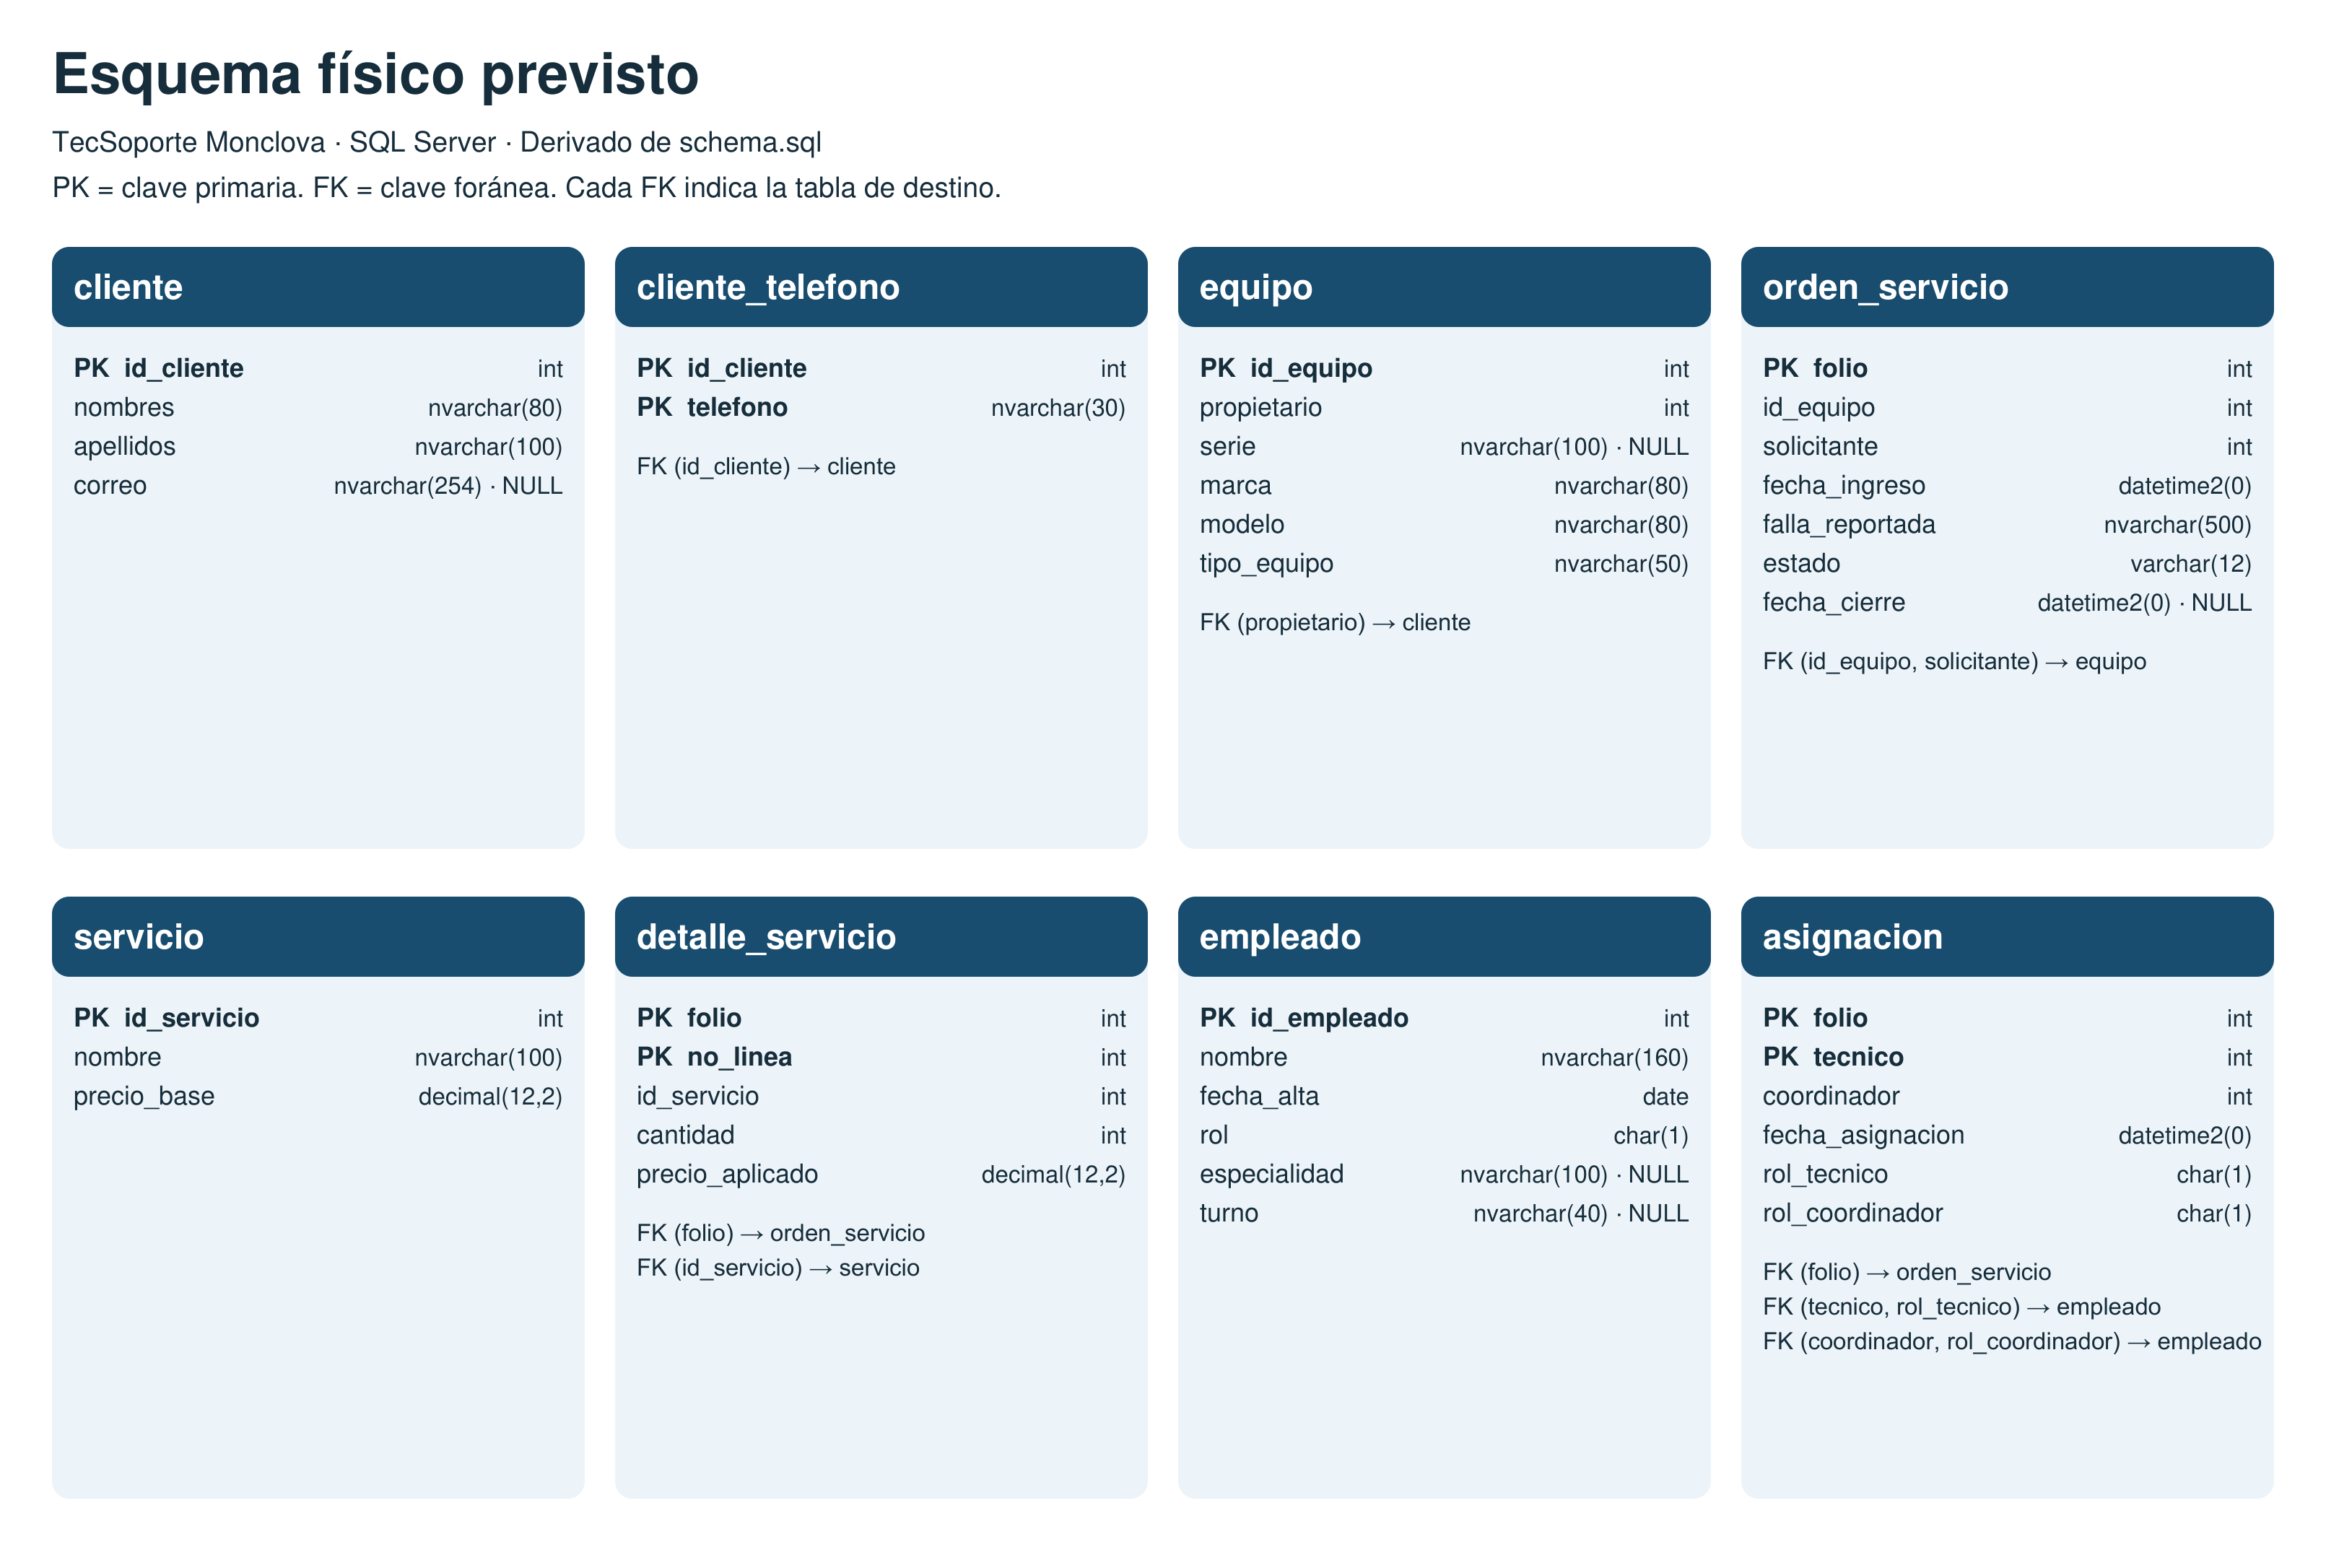 Esquema físico previsto
TecSoporte Monclova · SQL Server · Derivado de schema.sql
PK = clave primaria. FK = clave foránea. Cada FK indica la tabla de destino.
cliente
PK id_cliente int
nombres nvarchar(80)
apellidos nvarchar(100)
correo nvarchar(254) · NULL
cliente_telefono
PK id_cliente int
PK telefono nvarchar(30)
FK (id_cliente) → cliente
equipo
PK id_equipo int
propietario int
serie nvarchar(100) · NULL
marca nvarchar(80)
modelo nvarchar(80)
tipo_equipo nvarchar(50)
FK (propietario) → cliente
orden_servicio
PK folio int
id_equipo int
solicitante int
fecha_ingreso datetime2(0)
falla_reportada nvarchar(500)
estado varchar(12)
fecha_cierre datetime2(0) · NULL
FK (id_equipo, solicitante) → equipo
servicio
PK id_servicio int
nombre nvarchar(100)
precio_base decimal(12,2)
detalle_servicio
PK folio int
PK no_linea int
id_servicio int
cantidad int
precio_aplicado decimal(12,2)
FK (folio) → orden_servicio
FK (id_servicio) → servicio
empleado
PK id_empleado int
nombre nvarchar(160)
fecha_alta date
rol char(1)
especialidad nvarchar(100) · NULL
turno nvarchar(40) · NULL
asignacion
PK folio int
PK tecnico int
coordinador int
fecha_asignacion datetime2(0)
rol_tecnico char(1)
rol_coordinador char(1)
FK (folio) → orden_servicio
FK (tecnico, rol_tecnico) → empleado
FK (coordinador, rol_coordinador) → empleado